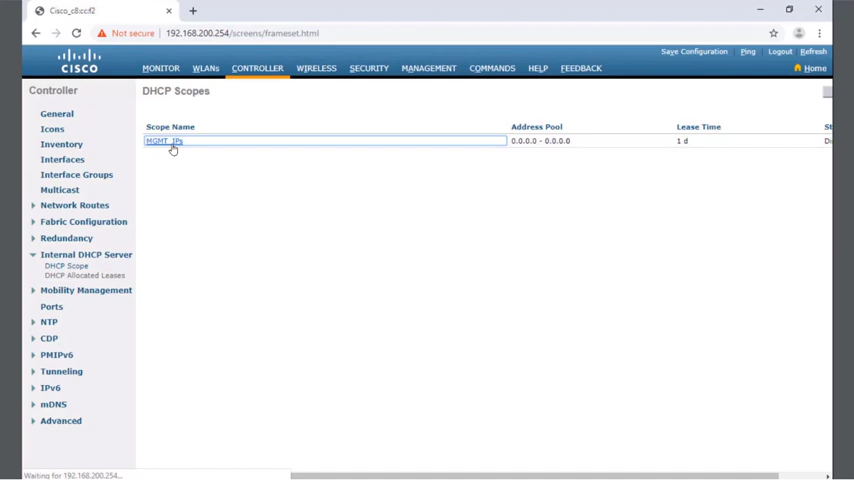 Cisco_c8:cc:f2
Not secure 192.168.200.254/screens/frameset.html
Save Configuration Ping Logout Refresh
CISCO
MONITOR WLANs CONTROLLER WIRELESS SECURITY MANAGEMENT COMMANDS HELP FEEDBACK Home
Controller
DHCP Scopes
General
Icons
Inventory
Interfaces
Interface Groups
Multicast
Network Routes
Fabric Configuration
Redundancy
Internal DHCP Server
DHCP Scope
DHCP Allocated Leases
Mobility Management
Ports
NTP
CDP
PMIPv6
Tunneling
IPv6
mDNS
Advanced
Scope Name Address Pool Lease Time St
MGMT_IPs 0.0.0.0 - 0.0.0.0 1 d
Waiting for 192.168.200.254...